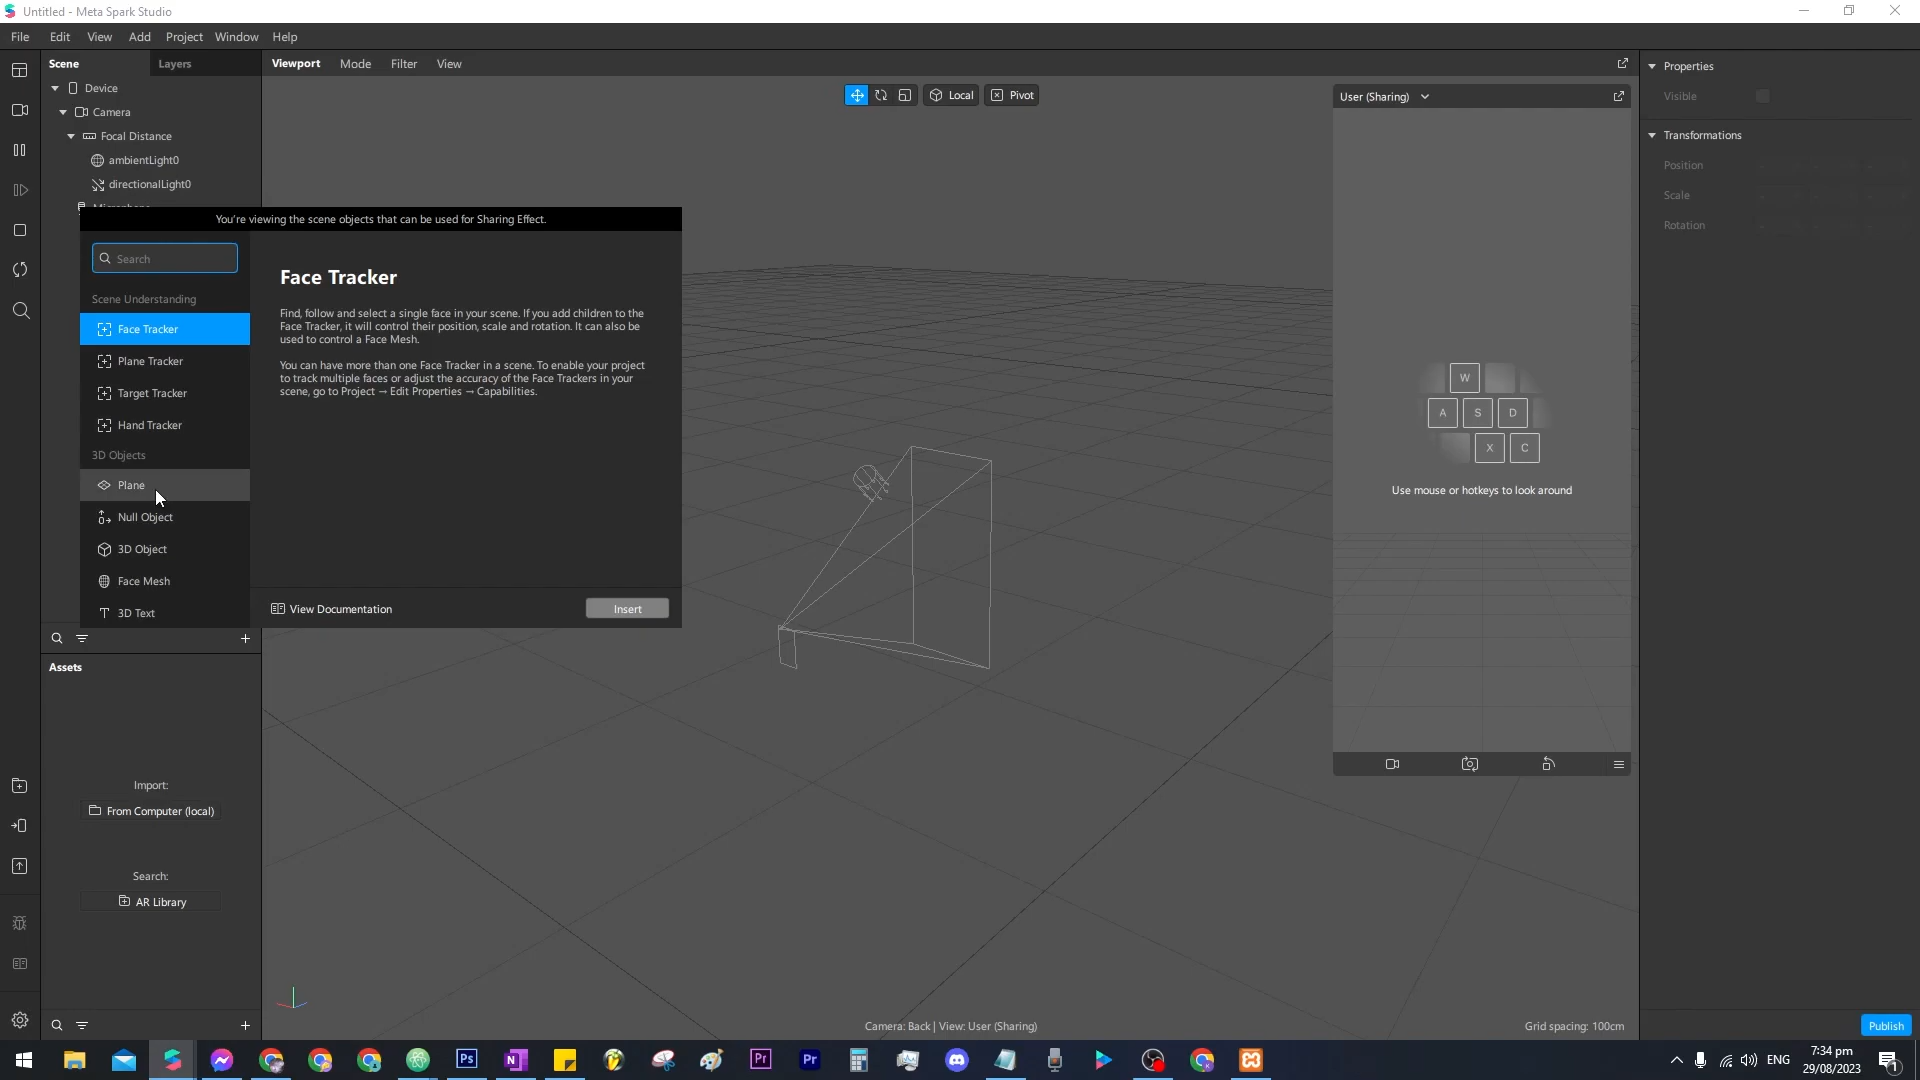 Untitled - Meta Spark Studio
File Edit View Add Project Window Help
Scene Layers
Viewport Mode Filter View
Device
Camera
Focal Distance
ambientLight0
directionalLight0
Local Pivot
User (Sharing)
Properties
Visible
Transformations
Position
Scale
Rotation
You're viewing the scene objects that can be used for Sharing Effect.
Search
Scene Understanding
Face Tracker
Plane Tracker
Target Tracker
Hand Tracker
3D Objects
Plane
Null Object
3D Object
Face Mesh
3D Text
Face Tracker
Find, follow and select a single face in your scene. If you add children to the
Face Tracker, it will control their position, scale and rotation. It can also be
used to control a Face Mesh.
You can have more than one Face Tracker in a scene. To enable your project
to track multiple faces or adjust the accuracy of the Face Trackers in your
scene, go to Project → Edit Properties → Capabilities.
View Documentation
Insert
W
A S D
X C
Use mouse or hotkeys to look around
Assets
Import:
From Computer (local)
Search:
AR Library
Camera: Back | View: User (Sharing)
Grid spacing: 100cm
Publish
Ps
N
Pr
Pr
ENG
7:34 pm
29/08/2023
1